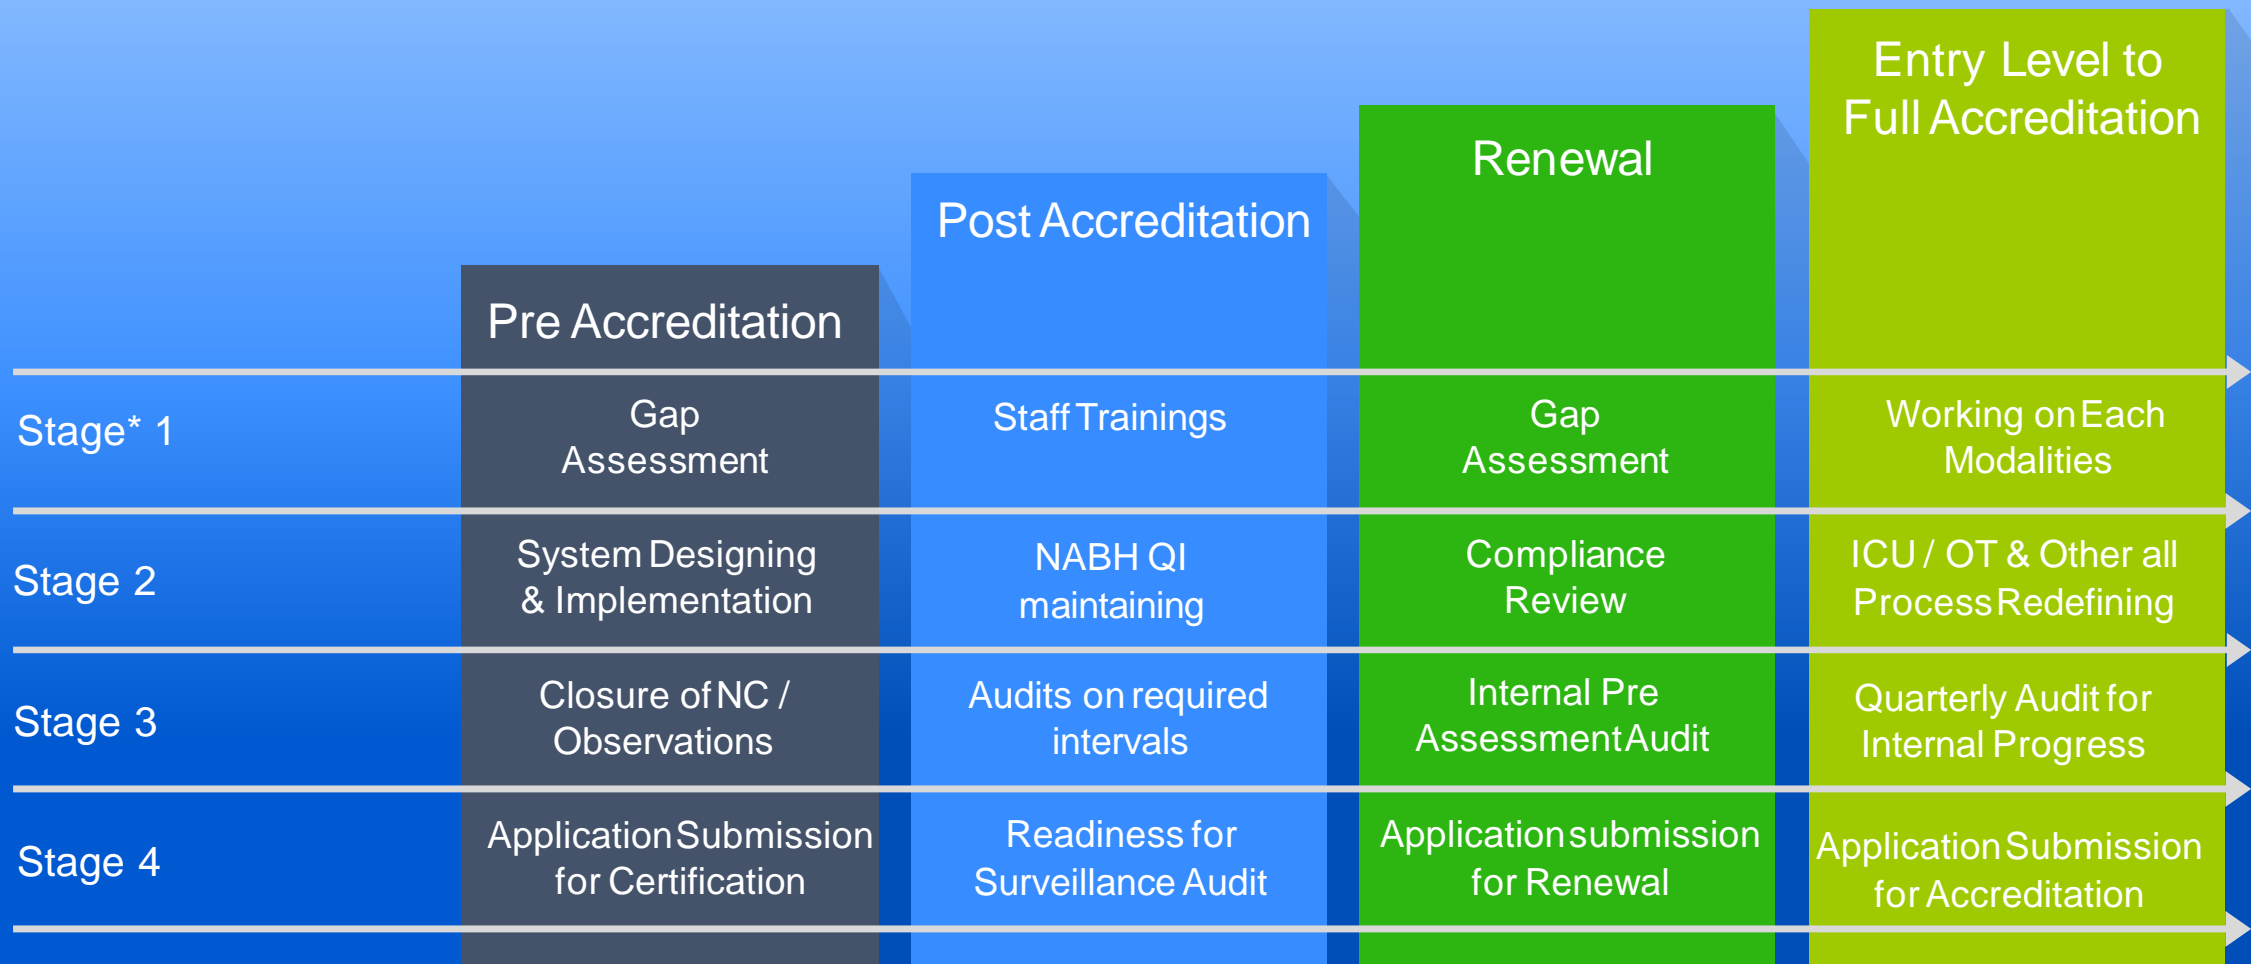 Entry Level to
Full Accreditation
Renewal
Post Accreditation
Pre Accreditation
Stage* 1
Gap
Assessment
Staff Trainings
Gap
Assessment
Working on Each
Modalities
Stage 2
System Designing
& Implementation
NABH QI
maintaining
Compliance
Review
ICU / OT & Other all
Process Redefining
Stage 3
Closure of NC /
Observations
Audits on required
intervals
Internal Pre
Assessment Audit
Quarterly Audit for
Internal Progress
Stage 4
Application Submission
for Certification
Readiness for
Surveillance Audit
Application submission
for Renewal
Application Submission
for Accreditation